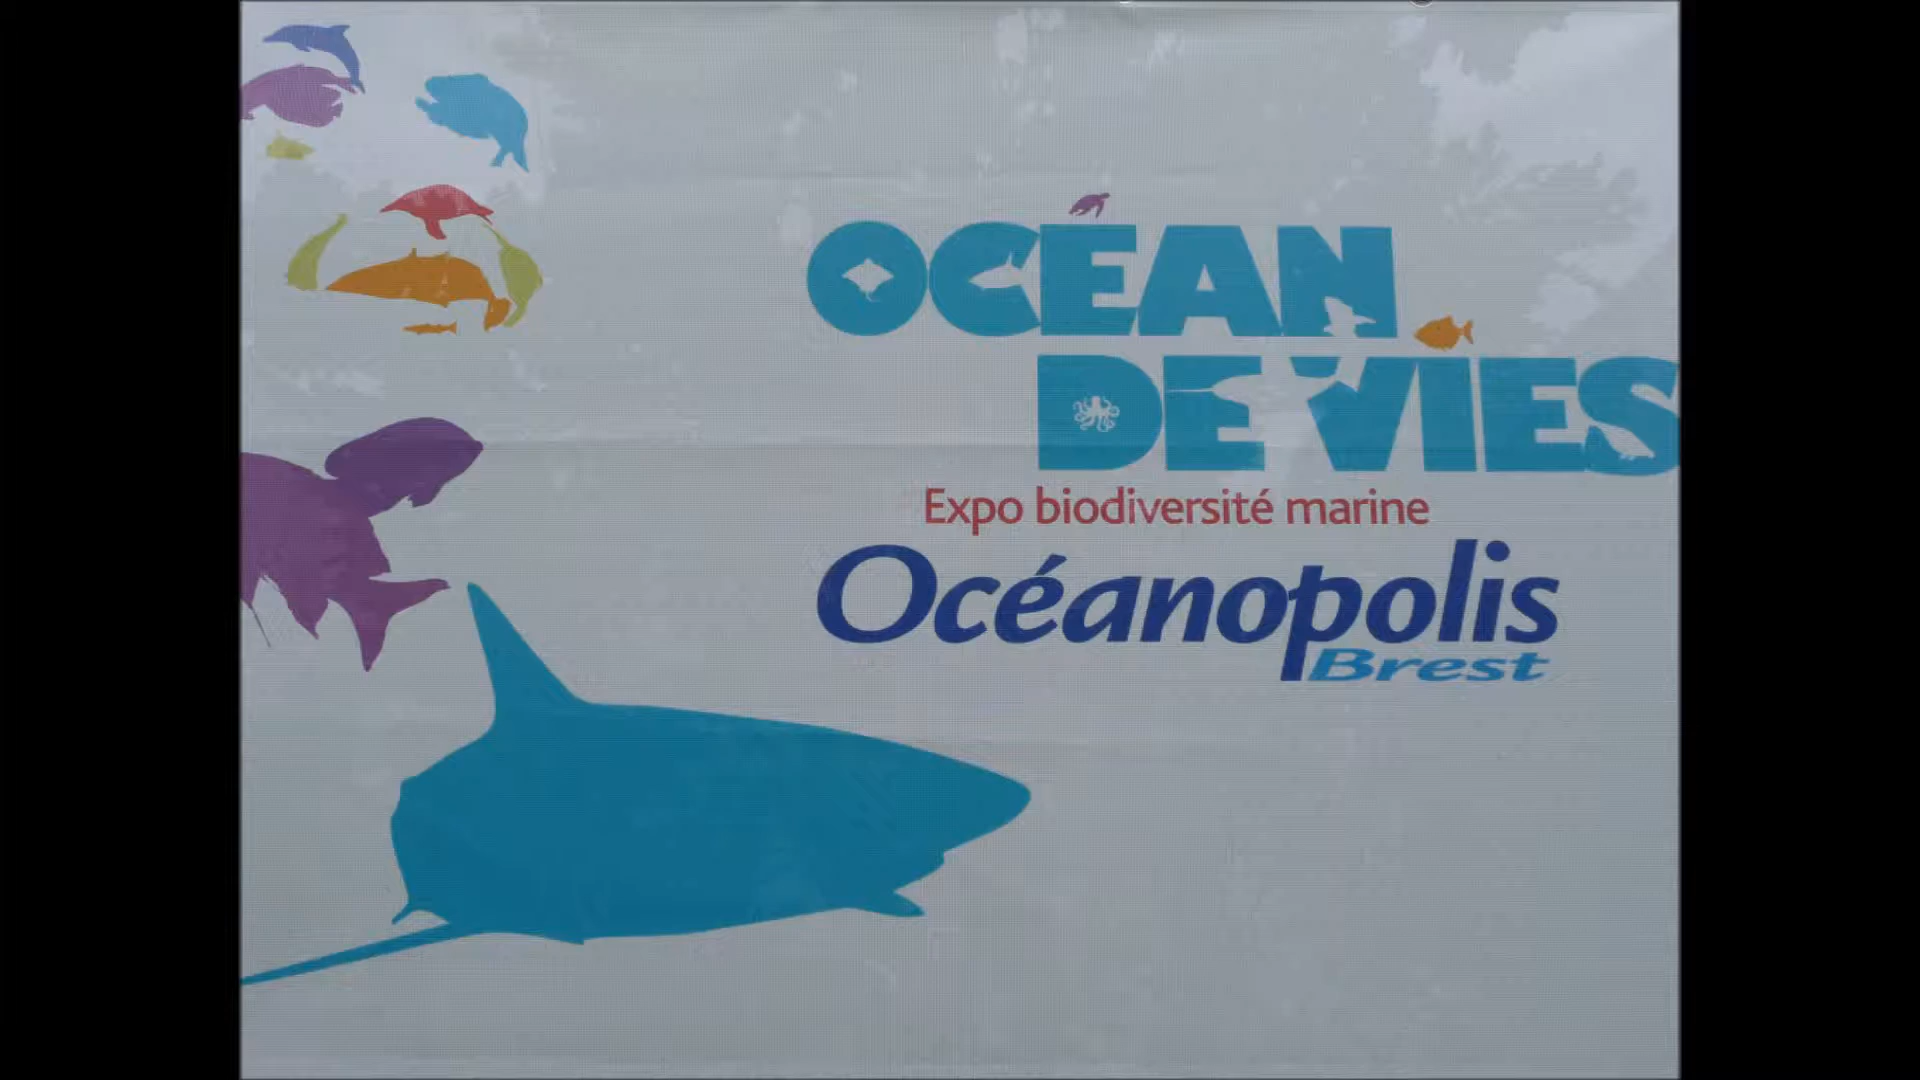 OCÉAN
DE VIES
Expo biodiversité marine
Océanopolis
Brest